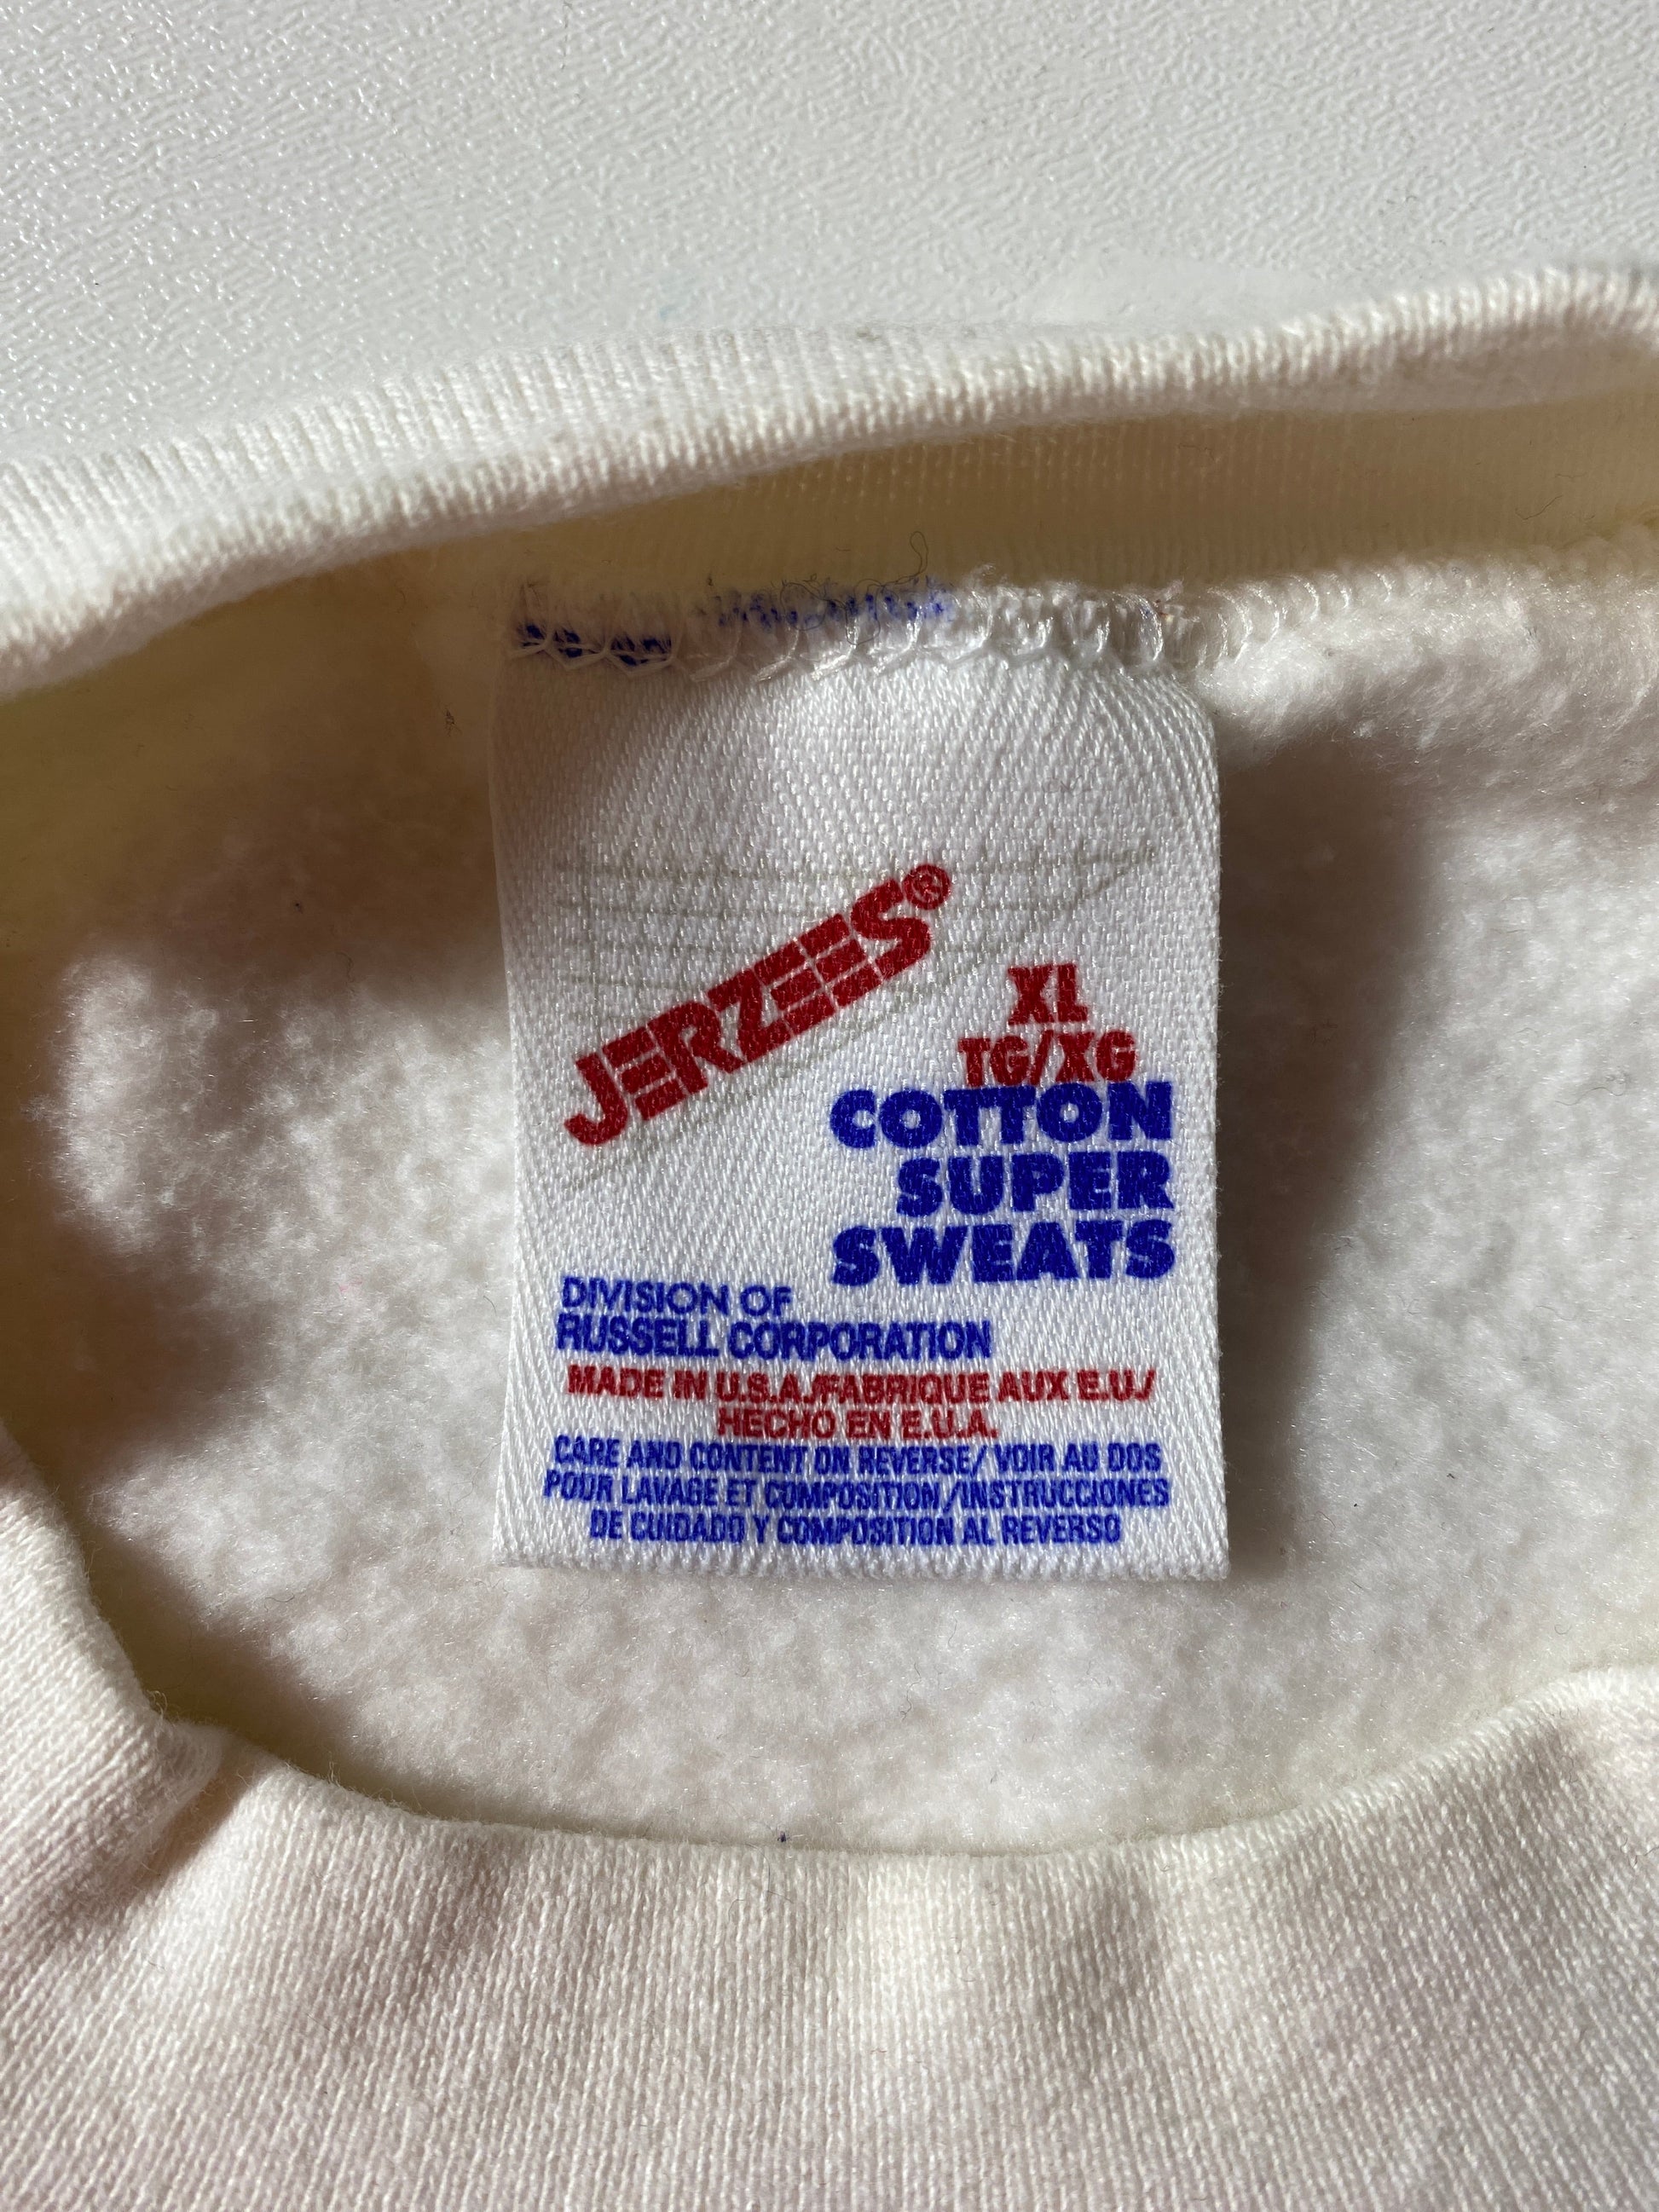 JERZEES®
XL
TG/XG
COTTON
SUPER
SWEATS
DIVISION OF
RUSSELL CORPORATION
MADE IN U.S.A./FABRIQUE AUX E.U./
HECHO EN E.U.A.
CARE AND CONTENT ON REVERSE/ VOIR AU DOS
POUR LAVAGE ET COMPOSITION/INSTRUCCIONES
DE CUIDADO Y COMPOSITION AL REVERSO